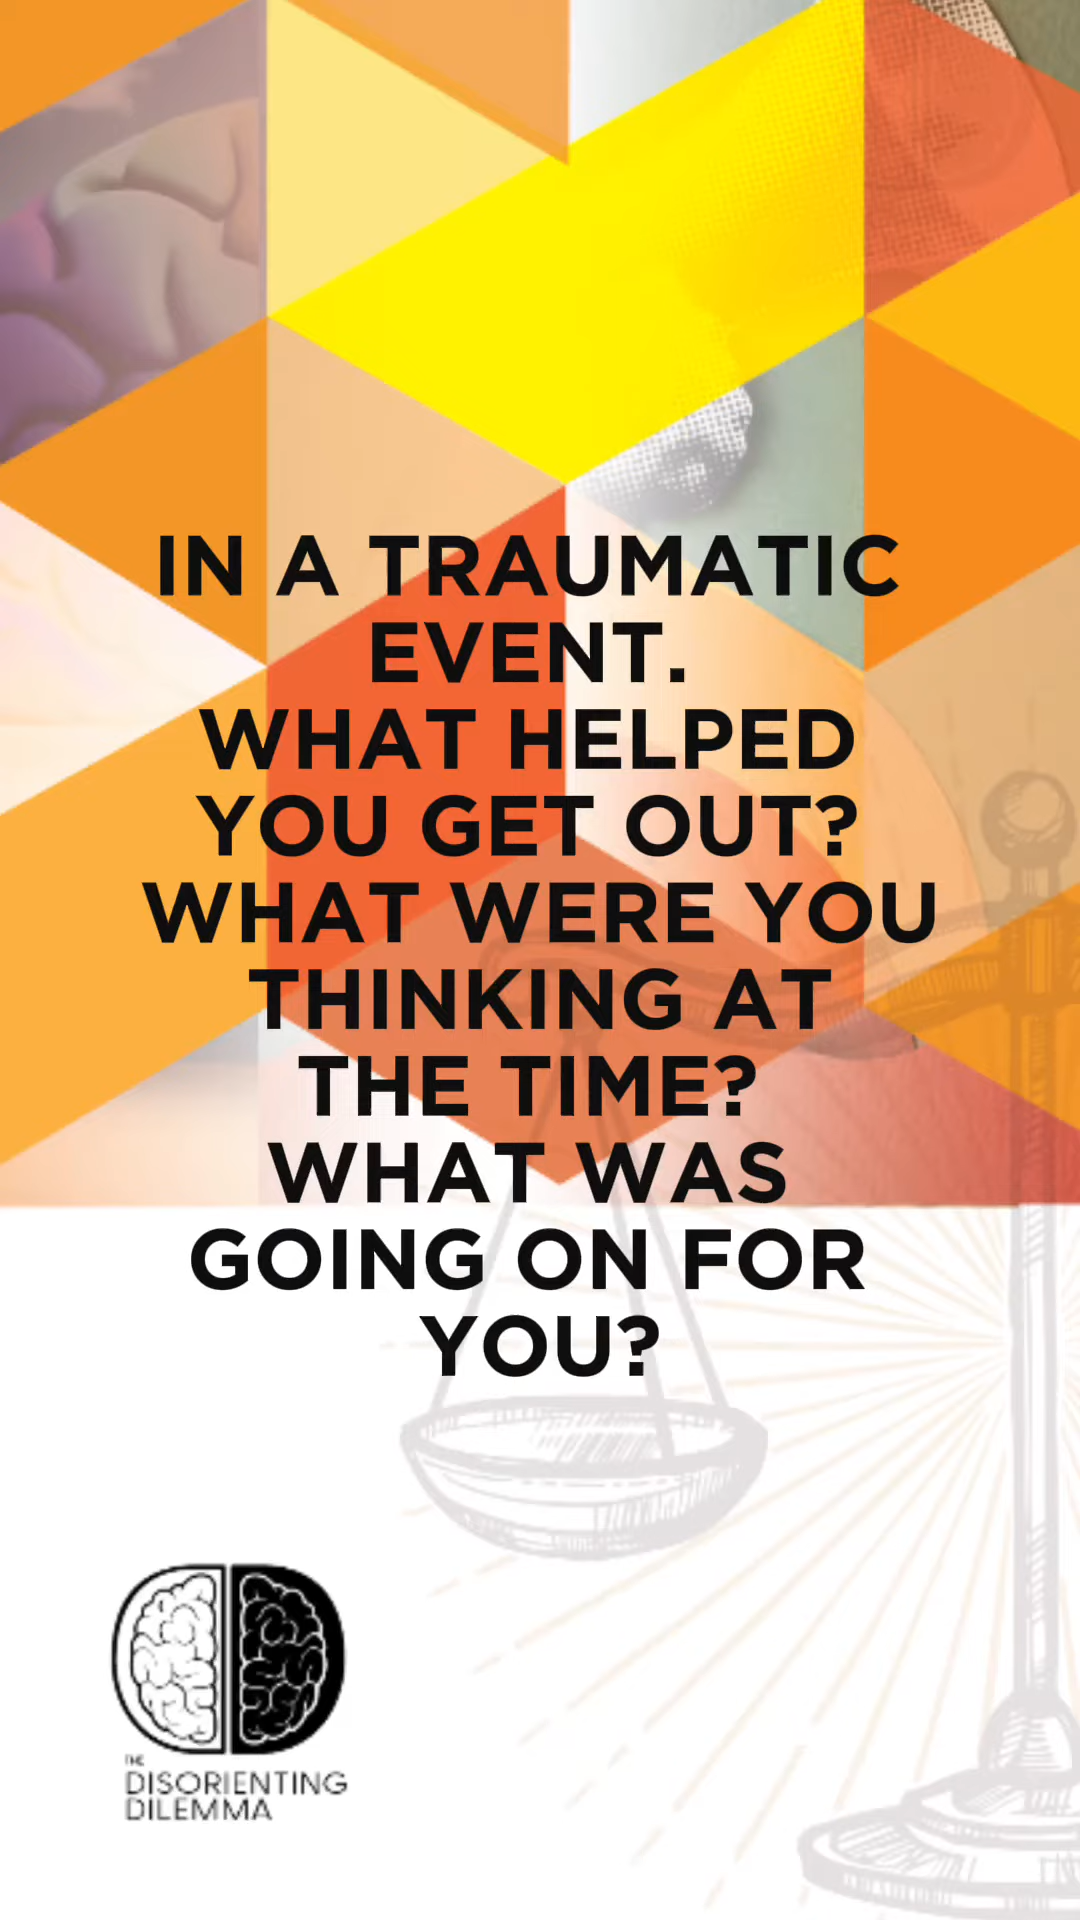 IN A TRAUMATIC
EVENT.
WHAT HELPED
YOU GET OUT?
WHAT WERE YOU
THINKING AT
THE TIME?
WHAT WAS
GOING ON FOR
YOU?
THE
DISORIENTING
DILEMMA